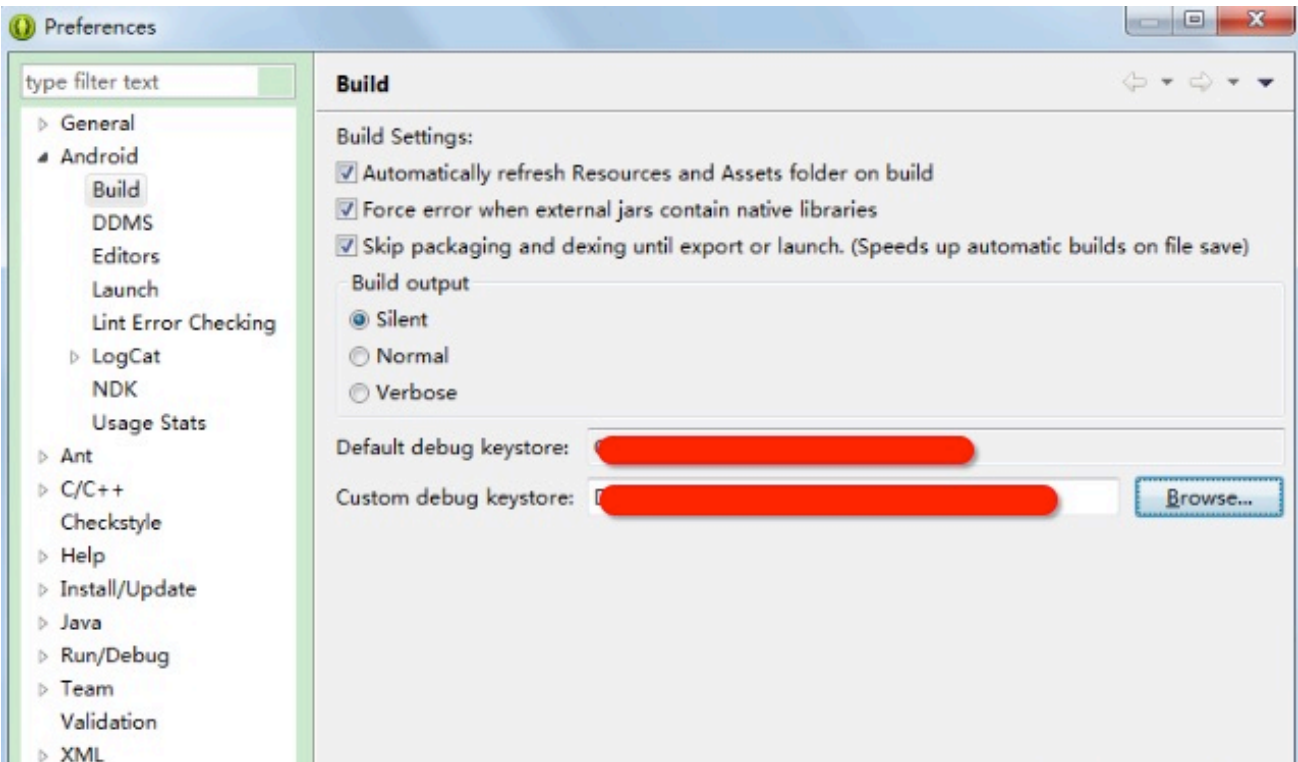 Preferences
type filter text
General
Android
Build
DDMS
Editors
Launch
Lint Error Checking
LogCat
NDK
Usage Stats
Ant
C/C++
Checkstyle
Help
Install/Update
Java
Run/Debug
Team
Validation
XML
Build
Build Settings:
Automatically refresh Resources and Assets folder on build
Force error when external jars contain native libraries
Skip packaging and dexing until export or launch. (Speeds up automatic builds on file save)
Build output
Silent
Normal
Verbose
Default debug keystore:
Custom debug keystore:
Browse...